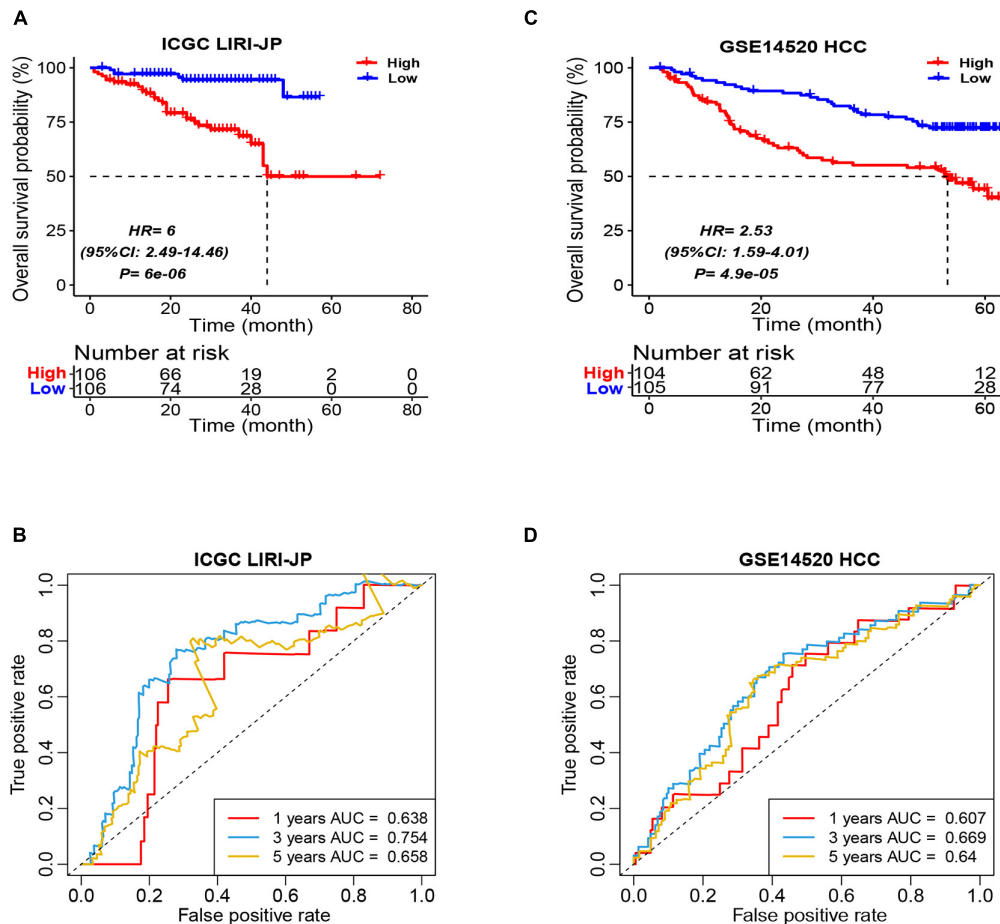 A
ICGC LIRI-JP
Overall survival probability (%)
100
75
50
25
0
High
Low
HR= 6
(95%CI: 2.49-14.46)
P= 6e-06
0 20 40 60 80
Time (month)
Number at risk
High 106 66 19 2 0
Low 106 74 28 0 0
0 20 40 60 80
Time (month)
C
GSE14520 HCC
Overall survival probability (%)
100
75
50
25
0
High
Low
HR= 2.53
(95%CI: 1.59-4.01)
P= 4.9e-05
0 20 40 60
Time (month)
Number at risk
High 104 62 48 12
Low 105 91 77 28
0 20 40 60
Time (month)
B
ICGC LIRI-JP
True positive rate
1.0
0.8
0.6
0.4
0.2
0.0
1 years AUC = 0.638
3 years AUC = 0.754
5 years AUC = 0.658
0.0 0.2 0.4 0.6 0.8 1.0
False positive rate
D
GSE14520 HCC
True positive rate
1.0
0.8
0.6
0.4
0.2
0.0
1 years AUC = 0.607
3 years AUC = 0.669
5 years AUC = 0.64
0.0 0.2 0.4 0.6 0.8 1.0
False positive rate